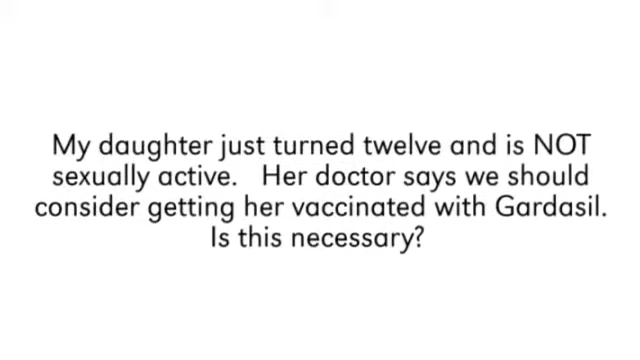 My daughter just turned twelve and is NOT
sexually active. Her doctor says we should
consider getting her vaccinated with Gardasil.
Is this necessary?